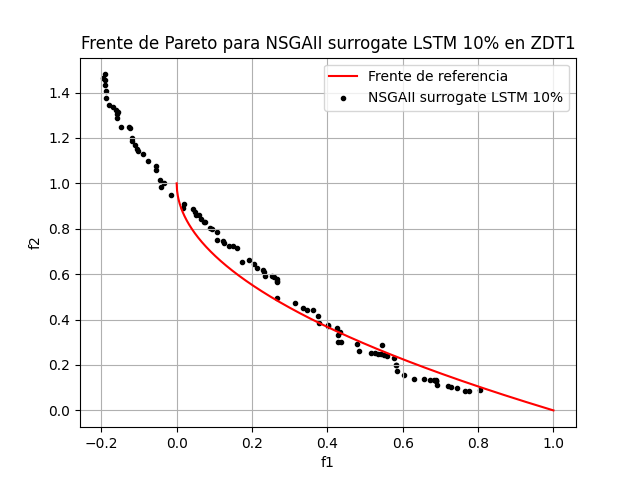 Frente de Pareto para NSGAII surrogate LSTM 10% en ZDT1
Frente de referencia
NSGAII surrogate LSTM 10%
f2
1.4
1.2
1.0
0.8
0.6
0.4
0.2
0.0
−0.2 0.0 0.2 0.4 0.6 0.8 1.0
f1